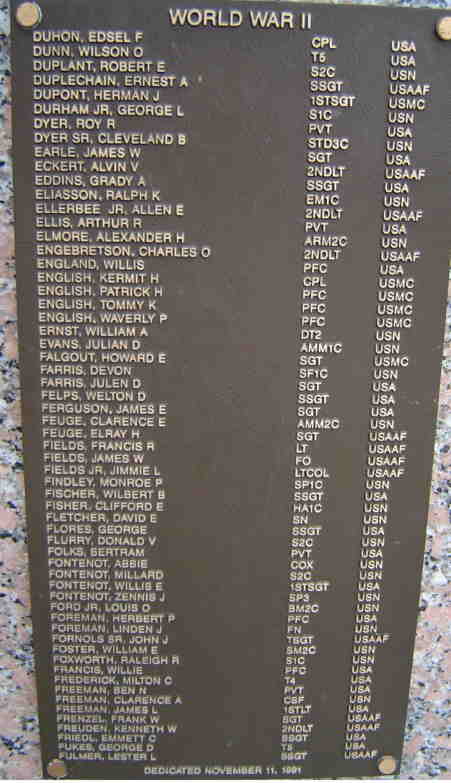 WORLD WAR II
DUHON, EDSEL F CPL USA
DUNN, WILSON O T5 USA
DUPLANT, ROBERT E S2C USN
DUPLECHAIN, ERNEST A SSGT USAAF
DUPONT, HERMAN J 1STSGT USMC
DURHAM JR, GEORGE L S1C USN
DYER, ROY R PVT USA
DYER SR, CLEVELAND B STD3C USN
EARLE, JAMES W SGT USA
ECKERT, ALVIN V 2NDLT USAAF
EDDINS, GRADY A SSGT USA
ELIASSON, RALPH K EM1C USN
ELLERBEE JR, ALLEN E 2NDLT USAAF
ELLIS, ARTHUR R PVT USA
ELMORE, ALEXANDER H ARM2C USN
ENGEBRETSON, CHARLES O 2NDLT USAAF
ENGLAND, WILLIS PFC USA
ENGLISH, KERMIT H CPL USMC
ENGLISH, PATRICK H PFC USMC
ENGLISH, TOMMY K PFC USMC
ENGLISH, WAVERLY P PFC USMC
ERNST, WILLIAM A DT2 USN
EVANS, JULIAN D AMM1C USN
FALGOUT, HOWARD E SGT USMC
FARRIS, DEVON SF1C USN
FARRIS, JULEN D SGT USA
FELPS, WELTON D SSGT USA
FERGUSON, JAMES E SGT USA
FEUGE, CLARENCE E AMM2C USN
FEUGE, ELRAY H SGT USAAF
FIELDS, FRANCIS R LT USAAF
FIELDS, JAMES W FO USAAF
FIELDS JR, JIMMIE L LTCOL USAAF
FINDLEY, MONROE P SP1C USN
FISCHER, WILBERT B SSGT USA
FISHER, CLIFFORD E HA1C USN
FLETCHER, DAVID E SN USN
FLORES, GEORGE SSGT USA
FLURRY, DONALD V S2C USN
FOLKS, BERTRAM PVT USA
FONTENOT, ABBIE COX USN
FONTENOT, MILLARD S2C USN
FONTENOT, WILLIS E 1STSGT USA
FONTENOT, ZENNIS J SP3 USN
FORD JR, LOUIS O BM2C USN
FOREMAN, HERBERT P PFC USA
FOREMAN, LINDEN J FN USN
FORNOLS SR, JOHN J TSGT USAAF
FOSTER, WILLIAM E SM2C USN
FOXWORTH, RALEIGH R S1C USN
FRANCIS, WILLIE PFC USA
FREDERICK, MILTON C T4 USA
FREEMAN, BEN N PVT USA
FREEMAN, CLARENCE A CSF USN
FREEMAN, JAMES L 1STLT USA
FRENZEL, FRANK W SGT USAAF
FREUDEN, KENNETH W 2NDLT USAAF
FRIEDL, EMMETT C SSGT USA
FUKES, GEORGE D T5 USA
FULMER, LESTER L SSGT USAAF
DEDICATED NOVEMBER 11, 1991